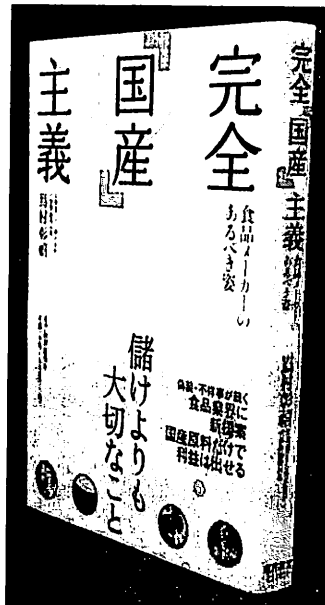 完全
『国産』
主義
食品メーカーの
あるべき姿
儲けよりも
大切なこと
偽装・不祥事が続く
食品業界に
新提案
国産原料だけで
利益は出せる
完全『国産』主義